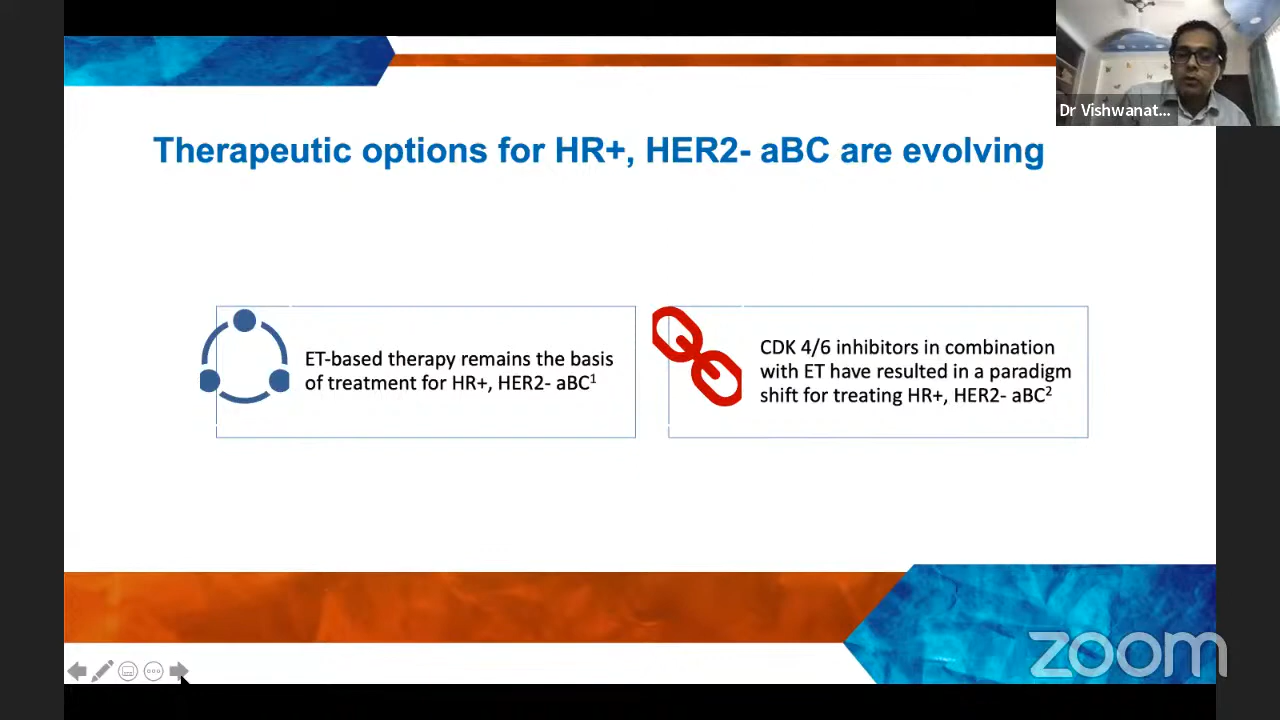 Dr Vishwanat...
Therapeutic options for HR+, HER2- aBC are evolving
ET-based therapy remains the basis
of treatment for HR+, HER2- aBC1
CDK 4/6 inhibitors in combination
with ET have resulted in a paradigm
shift for treating HR+, HER2- aBC2
zoom